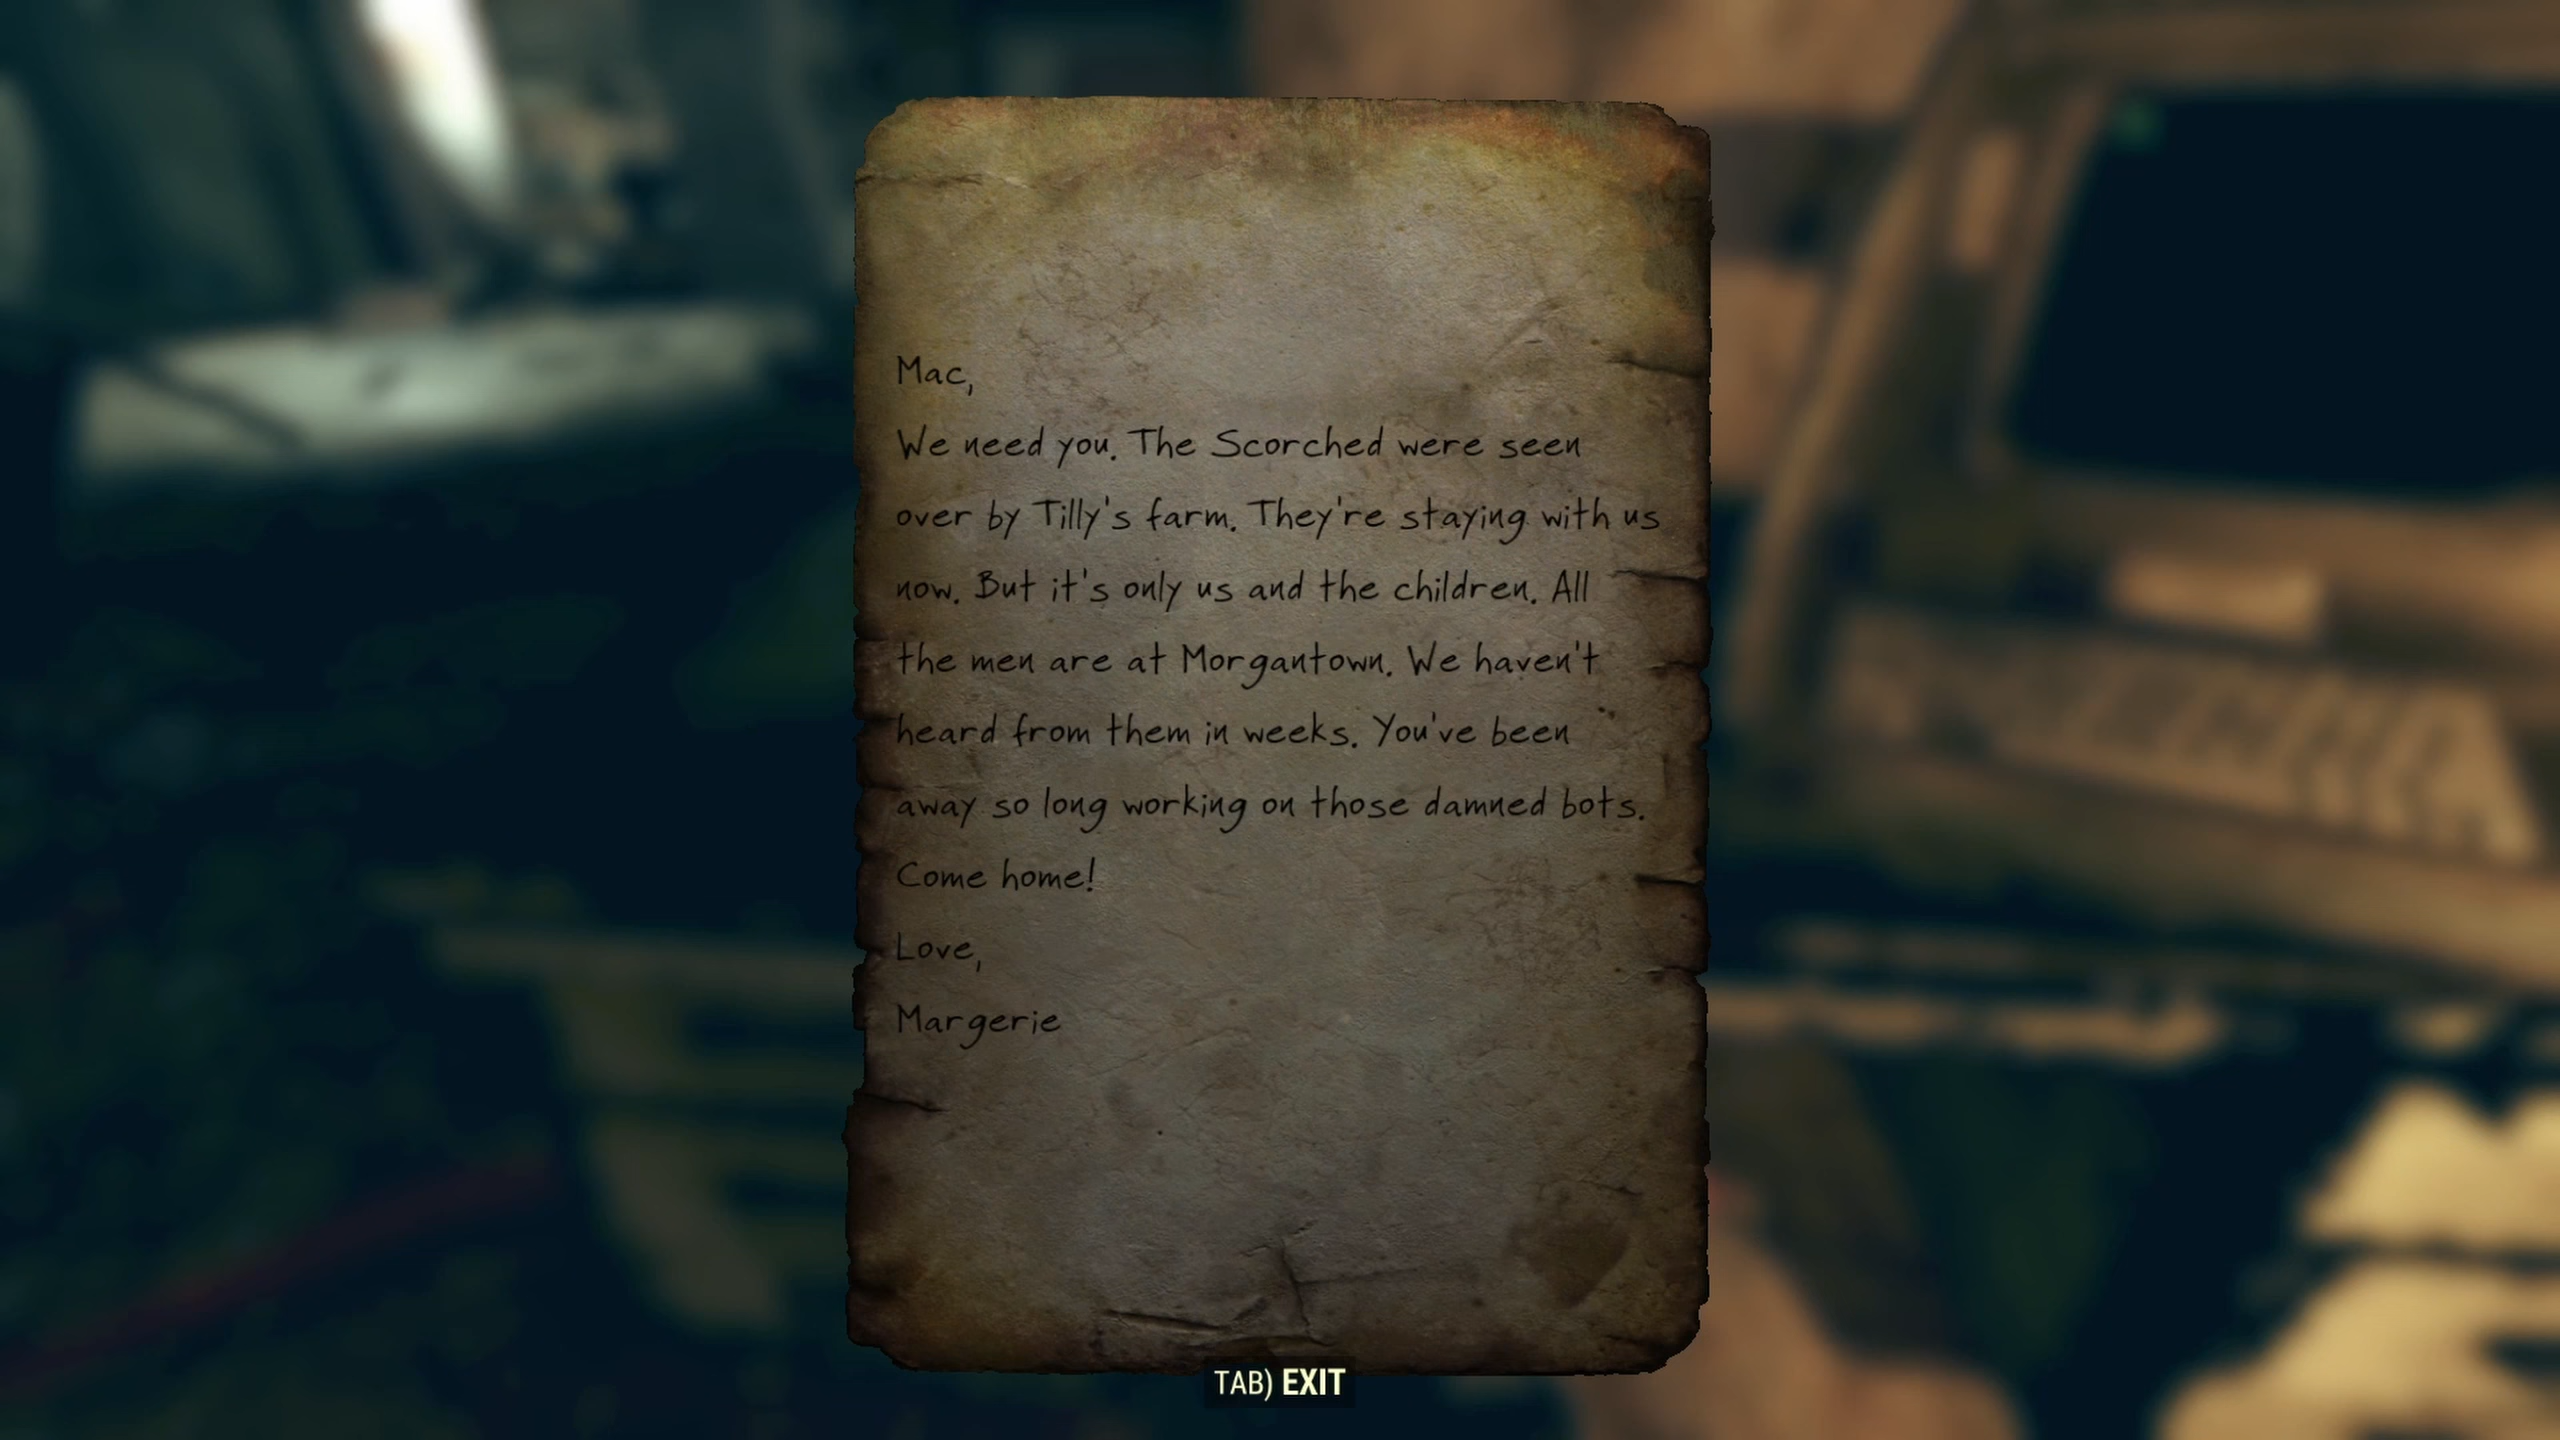 Mac,
We need you. The Scorched were seen
over by Tilly's farm. They're staying with us
now. But it's only us and the children. All
the men are at Morgantown. We haven't
heard from them in weeks. You've been
away so long working on those damned bots.
Come home!
Love,
Margerie
TAB) EXIT